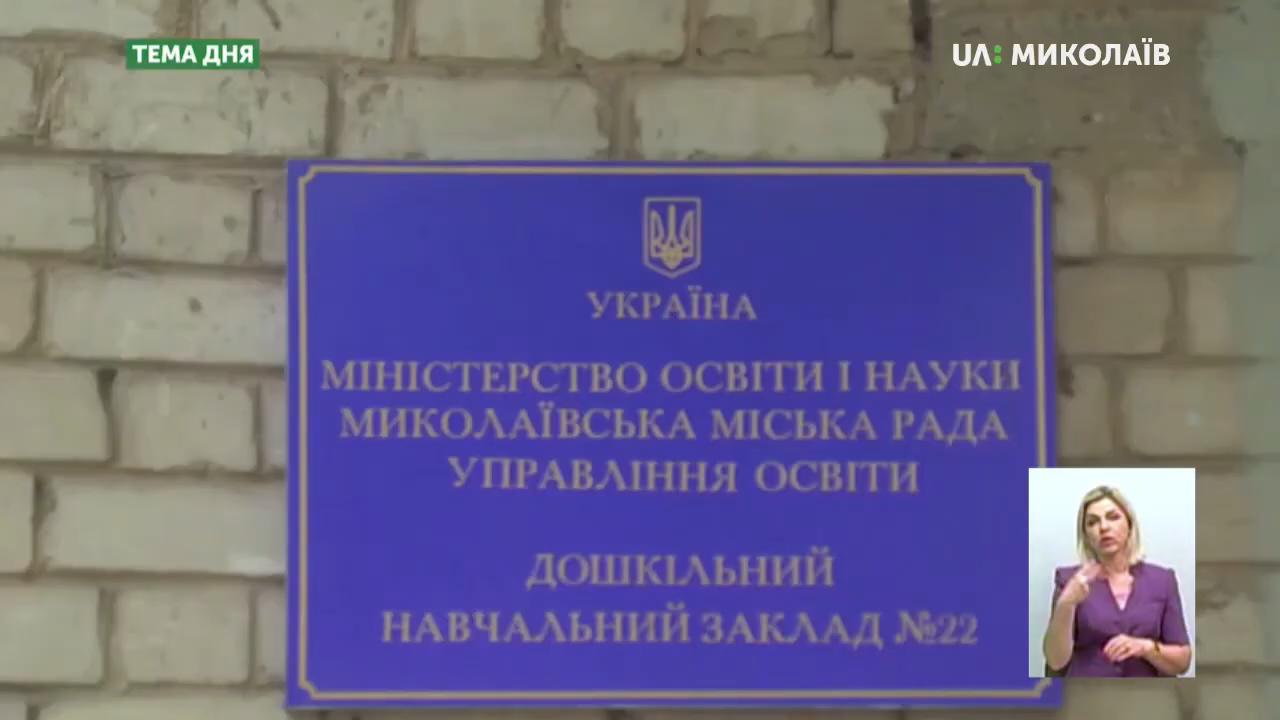 ТЕМА ДНЯ
UA: МИКОЛАЇВ
УКРАЇНА
МІНІСТЕРСТВО ОСВІТИ І НАУКИ
МИКОЛАЇВСЬКА МІСЬКА РАДА
УПРАВЛІННЯ ОСВІТИ
ДОШКІЛЬНИЙ
НАВЧАЛЬНИЙ ЗАКЛАД №22